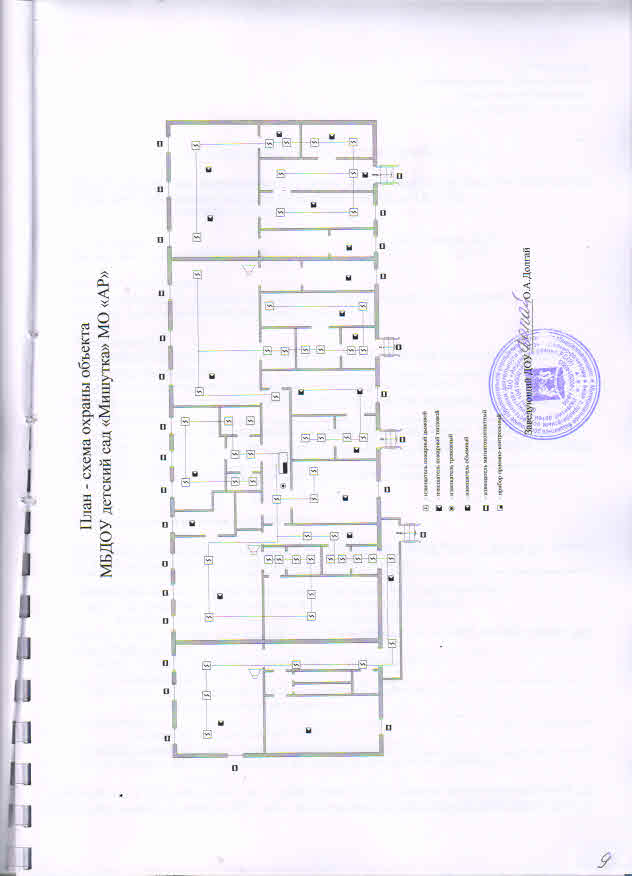 План - схема охраны объекта
МБДОУ детский сад «Мишутка» МО «АР»
- извещатель пожарный дымовой
- извещатель пожарный тепловой
- извещатель тревожный
- извещатель объемный
- извещатель магнитоконтактный
- прибор приемно-контрольный
Заведующий ДОУ О.А.Долгай
9